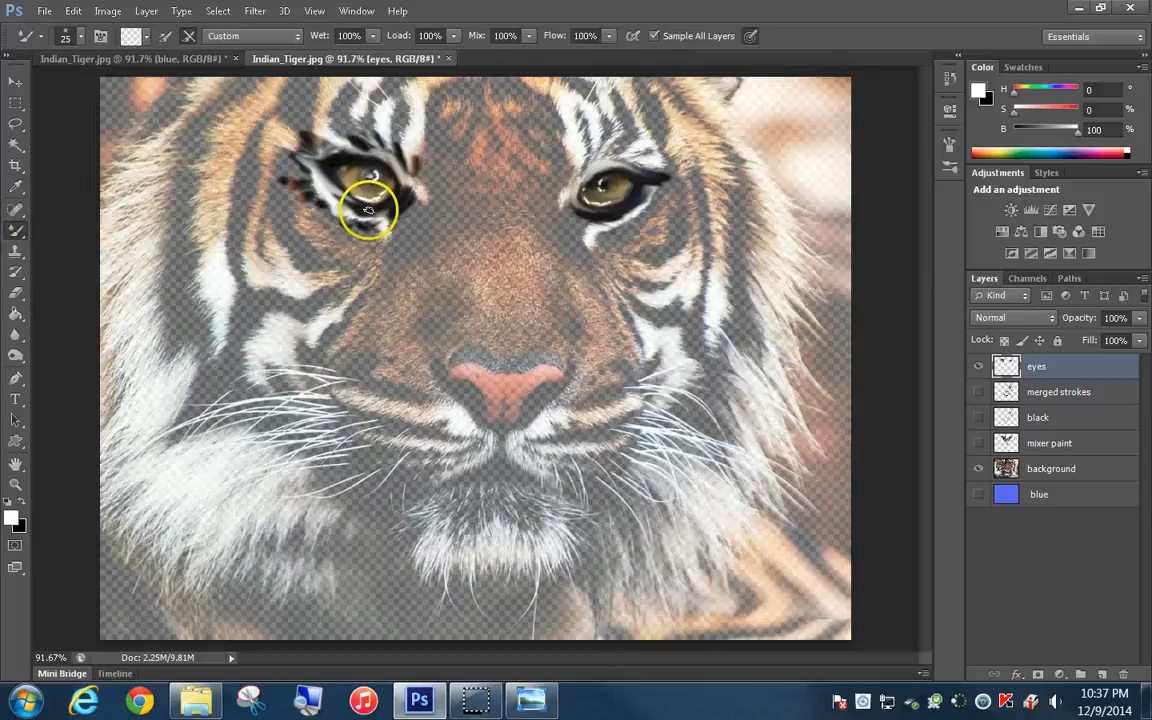 Ps File Edit Image Layer Type Select Filter 3D View Window Help
25 Custom Wet: 100% Load: 100% Mix: 100% Flow: 100% Sample All Layers Essentials
Indian_Tiger.jpg @ 91.7% (blue, RGB/8#) * × Indian_Tiger.jpg @ 91.7% (eyes, RGB/8#) * ×
Color Swatches
H 0
S 0 %
B 100 %
Adjustments Styles
Add an adjustment
Layers Channels Paths
Kind
Normal Opacity: 100%
Lock: Fill: 100%
eyes
merged strokes
black
mixer paint
background
blue
91.67% Doc: 2.25M/9.81M
Mini Bridge Timeline
Ps
10:37 PM
12/9/2014